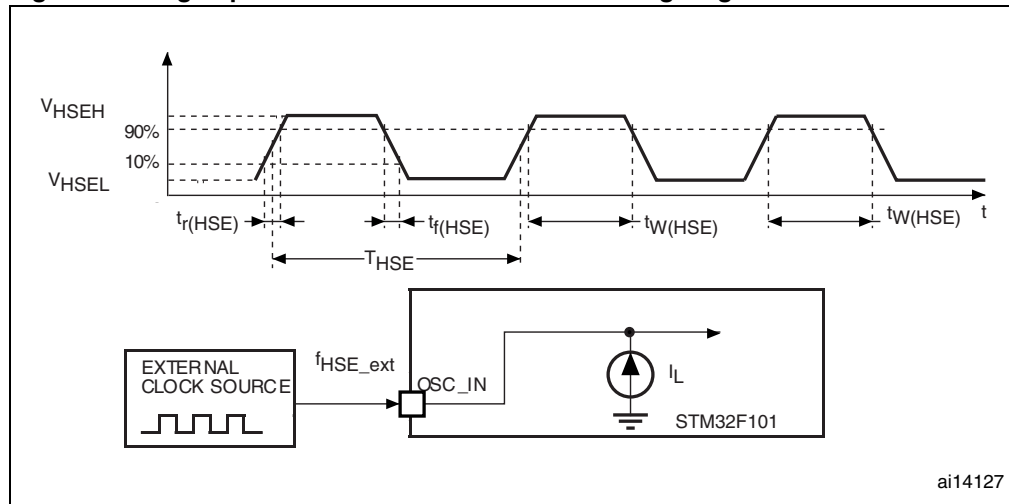 V_HSEH
90%
10%
V_HSEL
t_r(HSE)
t_f(HSE)
t_W(HSE)
t_W(HSE)
t
T_HSE
EXTERNAL
CLOCK SOURCE
f_HSE_ext
OSC_IN
I_L
STM32F101
ai14127